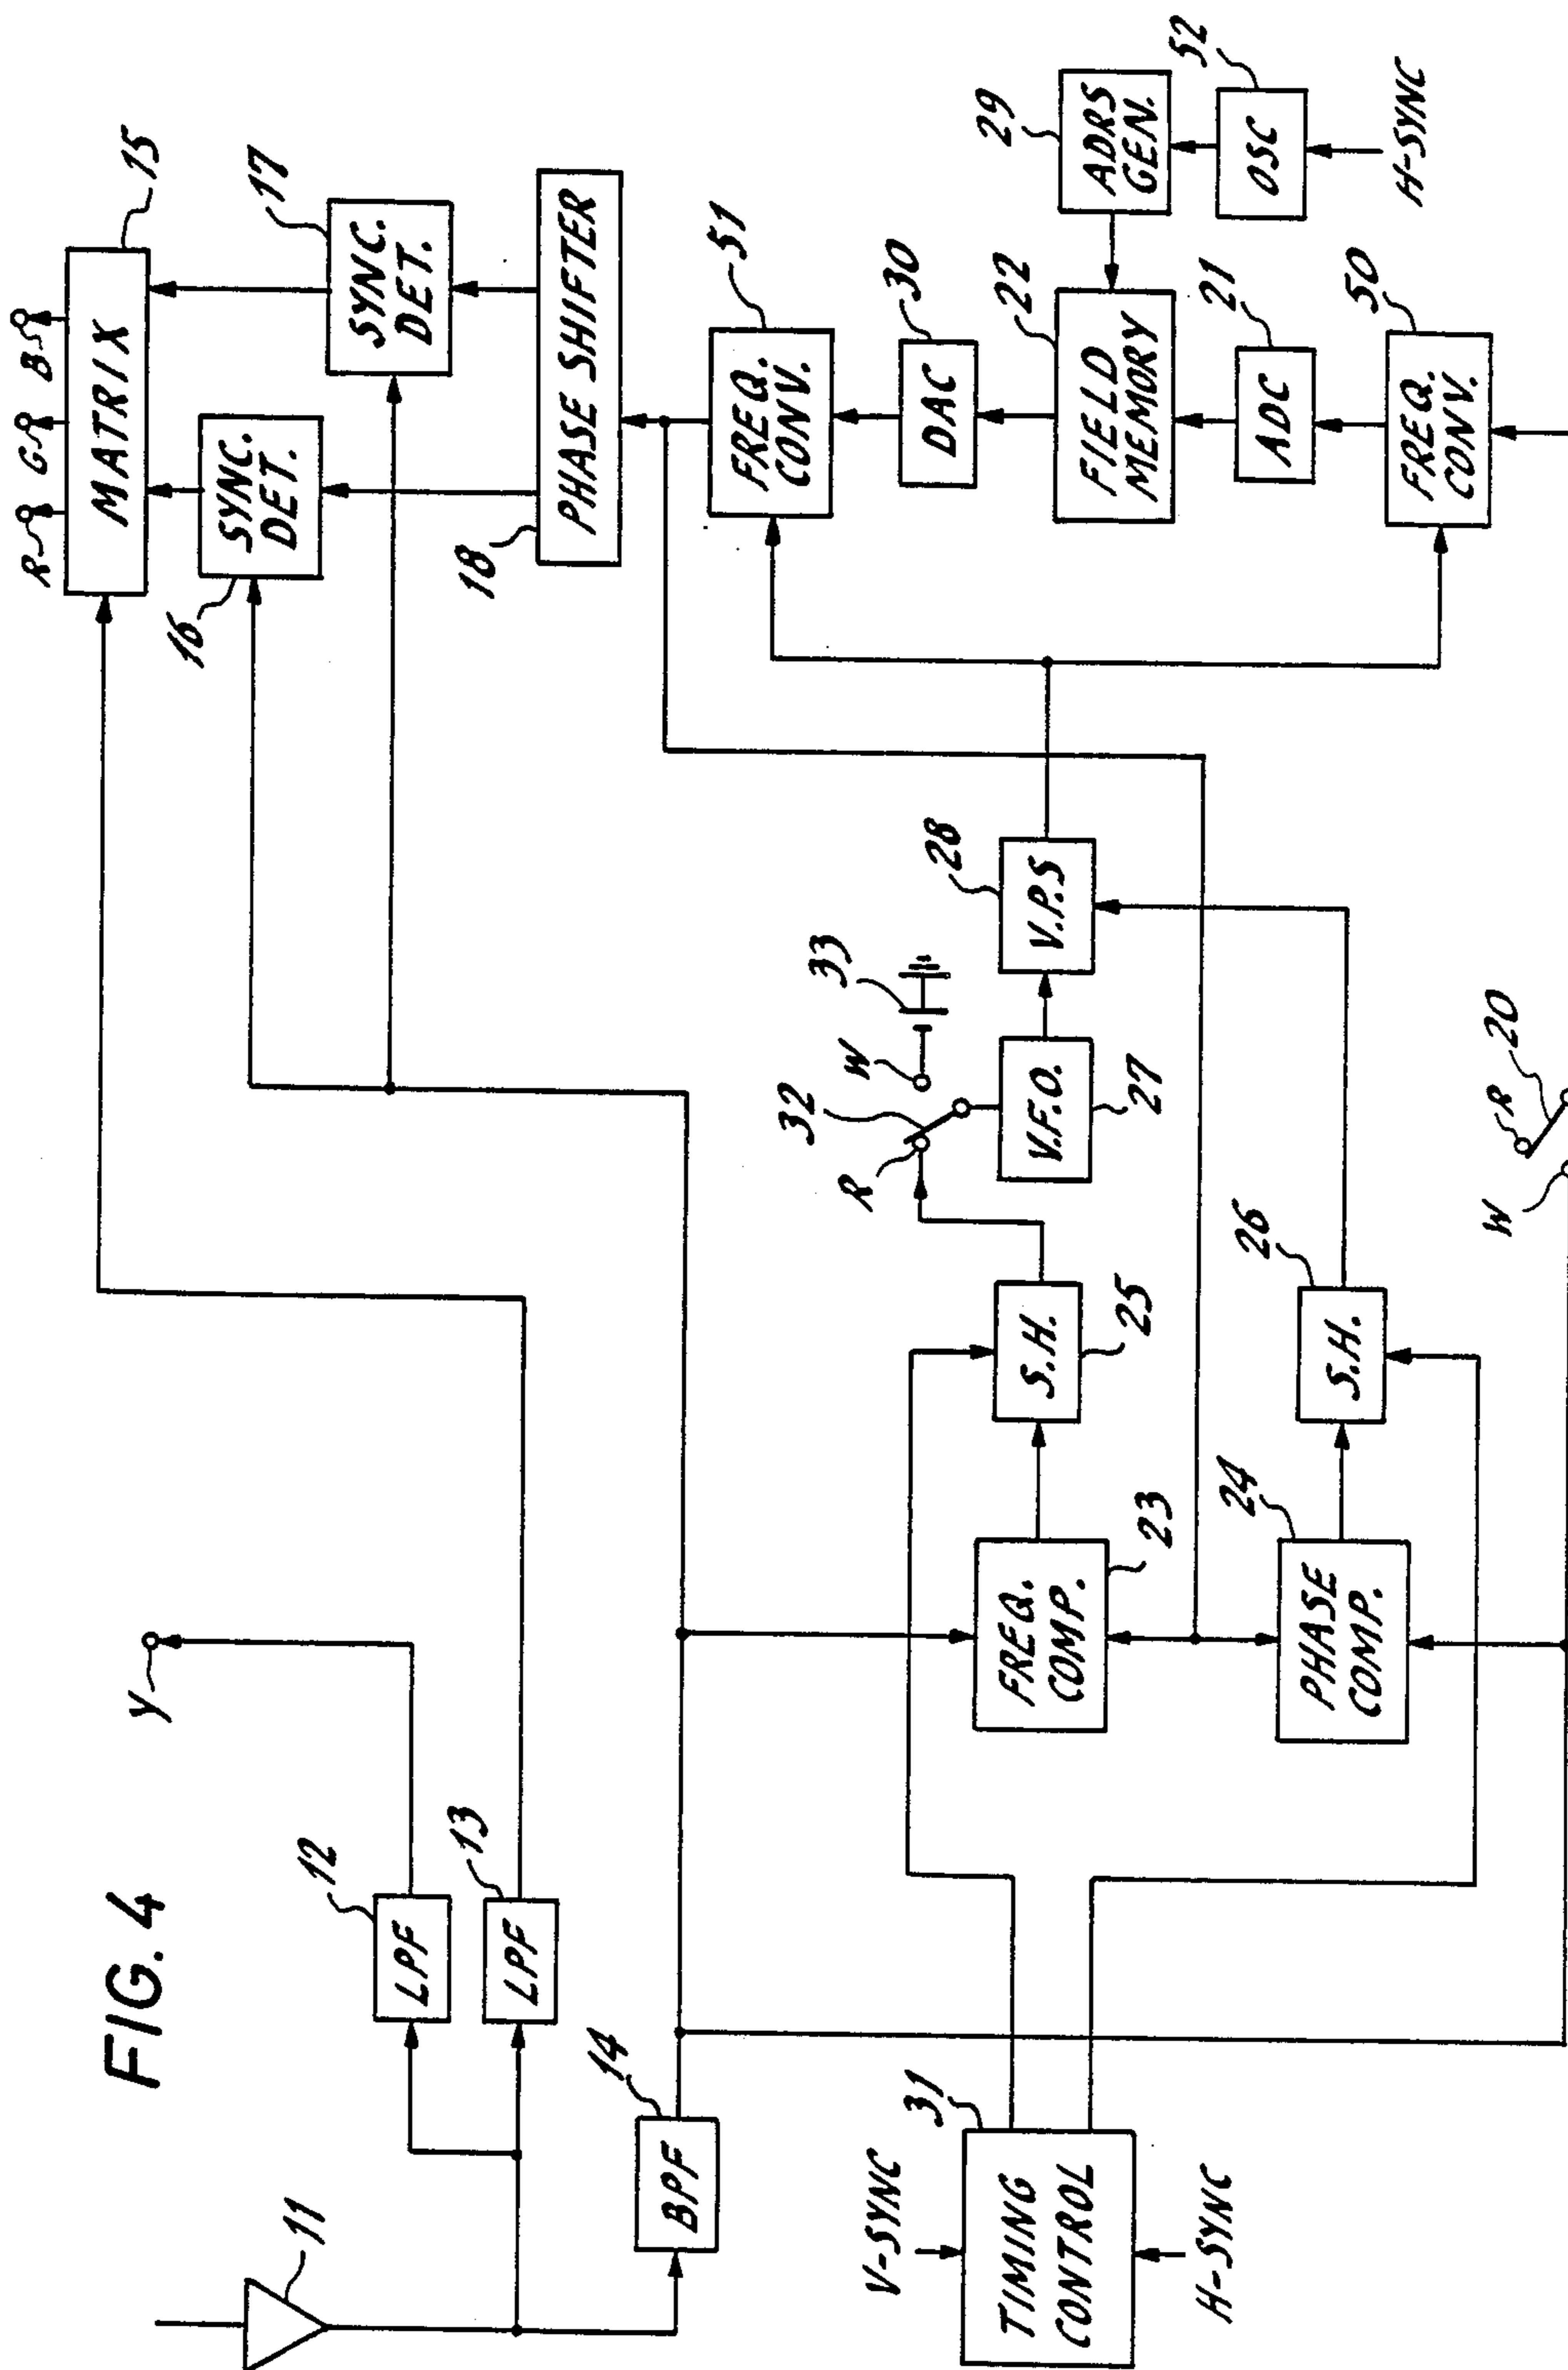 FIG. 4
11
Y
12
LPF
13
LPF
14
BPF
R
G
B
15
MATRIX
16
SYNC.
DET.
17
SYNC.
DET.
18
PHASE SHIFTER
51
FREQ.
CONV.
30
DAC
22
FIELD
MEMORY
29
ADRS
GEN.
52
OSC
H-SYNC
21
ADC
50
FREQ.
CONV.
V-SYNC
31
TIMING
CONTROL
H-SYNC
FREQ.
COMP.
23
S.H.
25
R
32
W
33
V.F.O.
27
28
V.P.S
24
PHASE
COMP.
26
S.H.
W
R
20